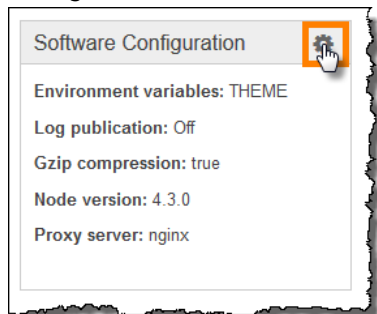 Software Configuration
Environment variables: THEME
Log publication: Off
Gzip compression: true
Node version: 4.3.0
Proxy server: nginx